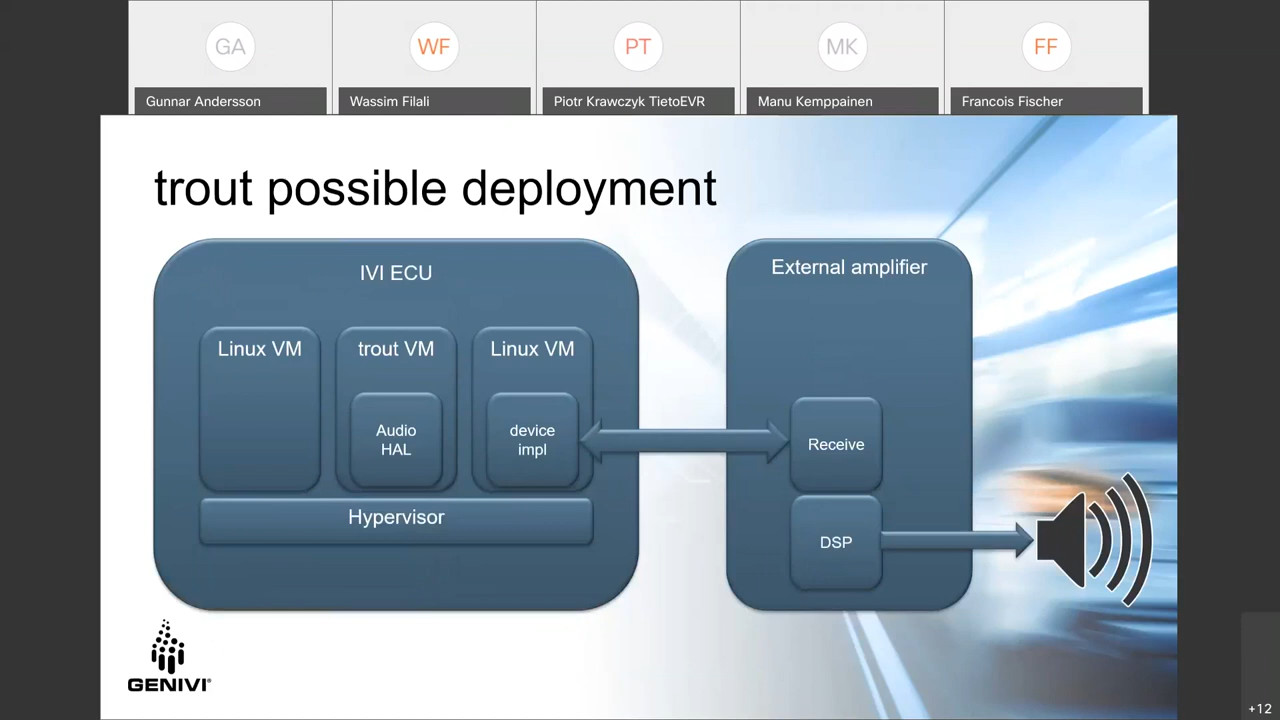 GA
WF
PT
MK
FF
Gunnar Andersson
Wassim Filali
Piotr Krawczyk TietoEVR
Manu Kemppainen
Francois Fischer
trout possible deployment
IVI ECU
External amplifier
Linux VM
trout VM
Linux VM
Audio
HAL
device
impl
Receive
Hypervisor
DSP
GENIVI®
+12